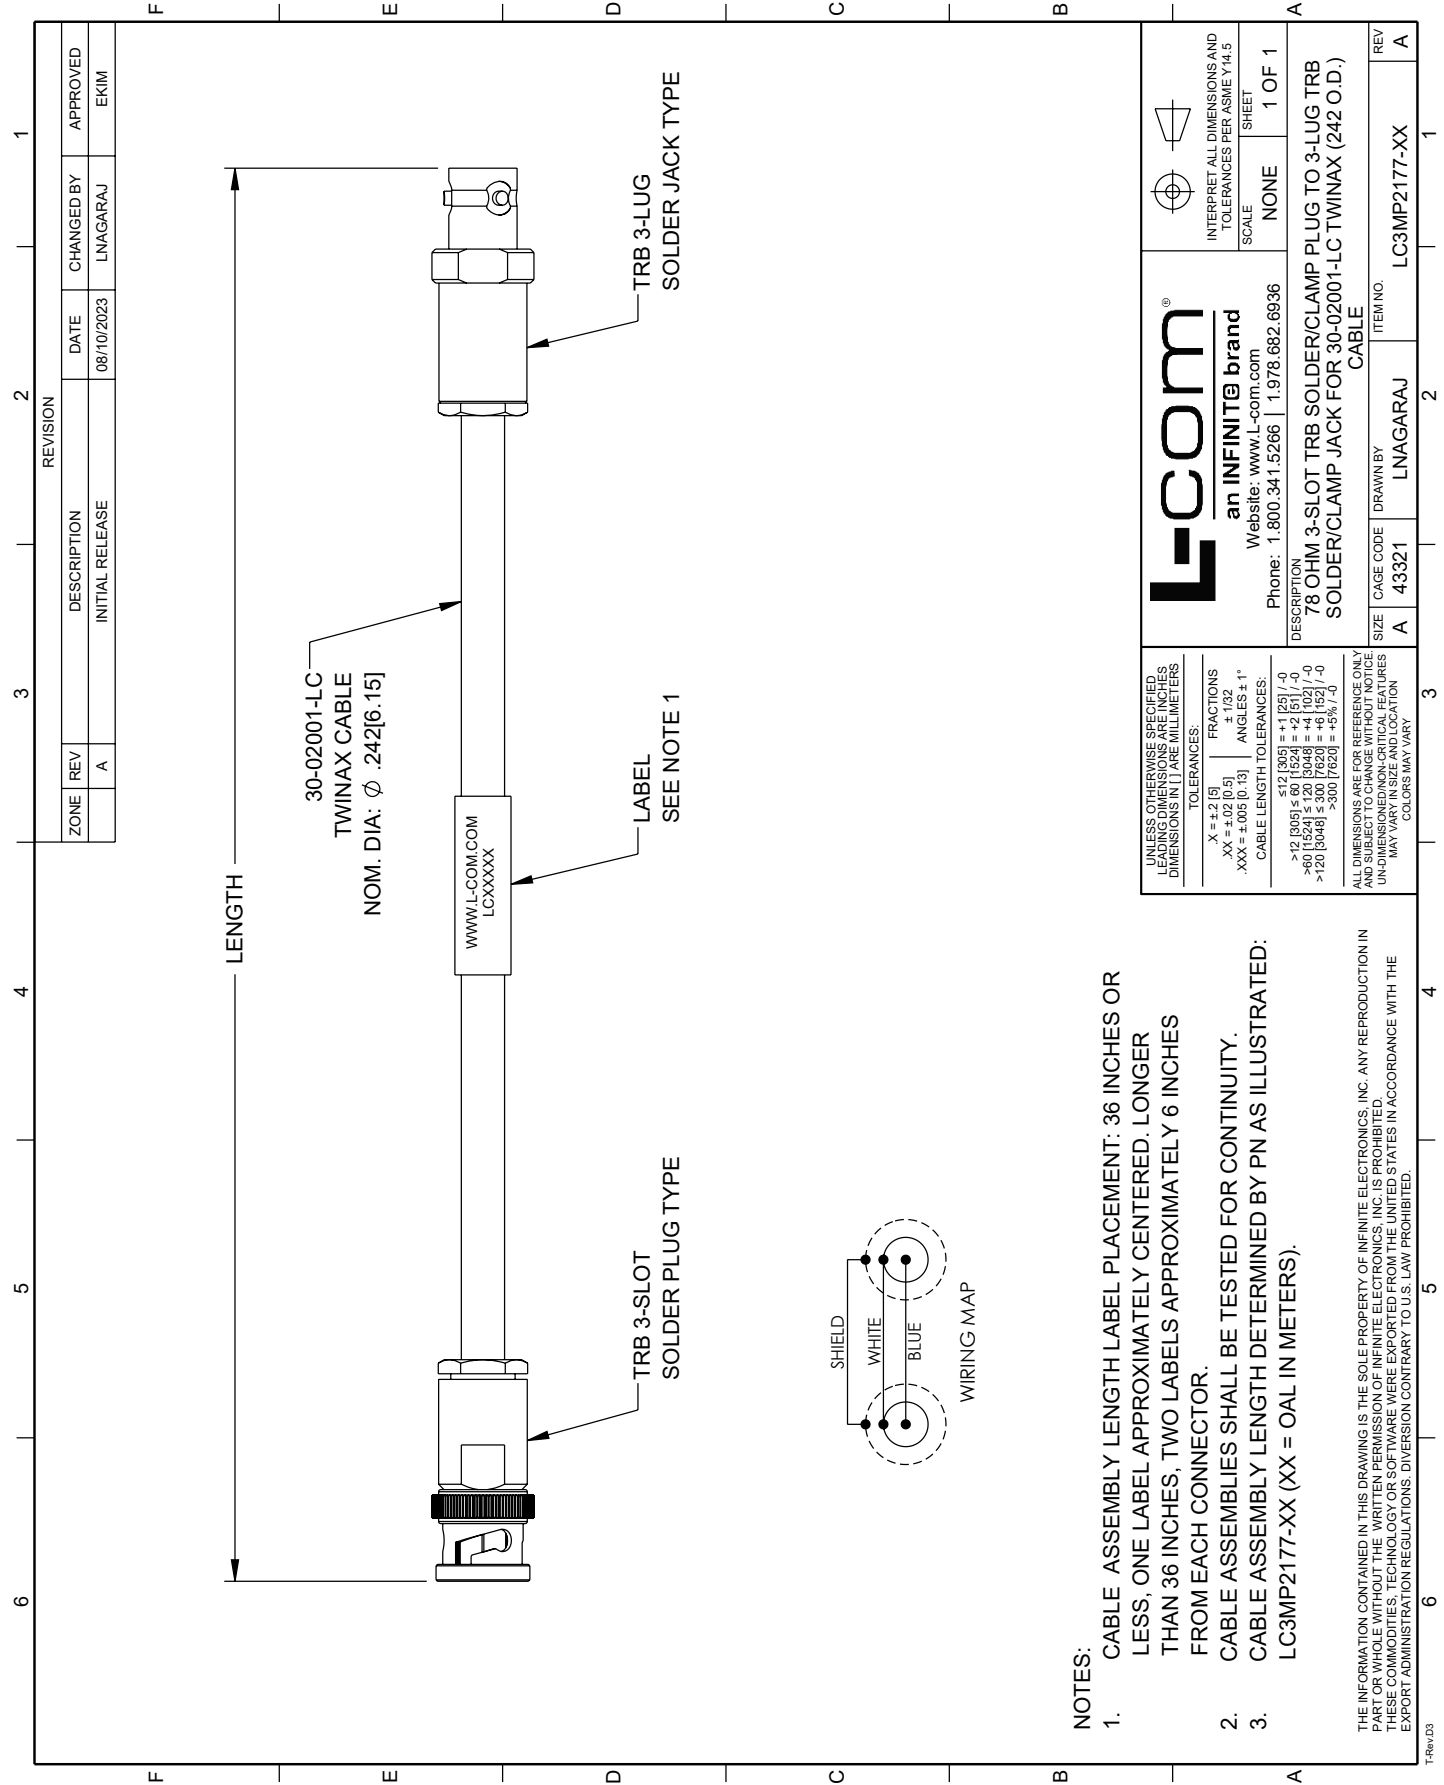 6
5
4
3
2
1
REVISION
ZONE REV DESCRIPTION DATE CHANGED BY APPROVED
A INITIAL RELEASE 08/10/2023 LNAGARAJ EKIM
F
F
E
E
D
D
C
C
B
B
A
A
LENGTH
30-02001-LC
TWINAX CABLE
NOM. DIA: Ø .242[6.15]
WWW.L-COM.COM
LCXXXXX
LABEL
SEE NOTE 1
TRB 3-SLOT
SOLDER PLUG TYPE
TRB 3-LUG
SOLDER JACK TYPE
SHIELD
WHITE
BLUE
WIRING MAP
NOTES:
1. CABLE ASSEMBLY LENGTH LABEL PLACEMENT: 36 INCHES OR
LESS, ONE LABEL APPROXIMATELY CENTERED. LONGER
THAN 36 INCHES, TWO LABELS APPROXIMATELY 6 INCHES
FROM EACH CONNECTOR.
2. CABLE ASSEMBLIES SHALL BE TESTED FOR CONTINUITY.
3. CABLE ASSEMBLY LENGTH DETERMINED BY PN AS ILLUSTRATED:
LC3MP2177-XX (XX = OAL IN METERS).
THE INFORMATION CONTAINED IN THIS DRAWING IS THE SOLE PROPERTY OF INFINITE ELECTRONICS, INC. ANY REPRODUCTION IN
PART OR WHOLE WITHOUT THE WRITTEN PERMISSION OF INFINITE ELECTRONICS, INC. IS PROHIBITED.
THESE COMMODITIES, TECHNOLOGY OR SOFTWARE WERE EXPORTED FROM THE UNITED STATES IN ACCORDANCE WITH THE
EXPORT ADMINISTRATION REGULATIONS. DIVERSION CONTRARY TO U.S. LAW PROHIBITED.
UNLESS OTHERWISE SPECIFIED
LEADING DIMENSIONS ARE INCHES
DIMENSIONS IN [ ] ARE MILLIMETERS
TOLERANCES:
.X = ±.2 [5] FRACTIONS
.XX = ±.02 [0.5] ± 1/32
.XXX = ±.005 [0.13] ANGLES ± 1°
CABLE LENGTH TOLERANCES:
≤12 [305] = +1 [25] / -0
>12 [305] ≤ 60 [1524] = +2 [51] / -0
>60 [1524] ≤ 120 [3048] = +4 [102] / -0
>120 [3048] ≤ 300 [7620] = +6 [152] / -0
>300 [7620] = +5% / -0
ALL DIMENSIONS ARE FOR REFERENCE ONLY
AND SUBJECT TO CHANGE WITHOUT NOTICE.
UN-DIMENSIONED/NON-CRITICAL FEATURES
MAY VARY IN SIZE AND LOCATION
COLORS MAY VARY
L-com®
an INFINITE brand
Website: www.L-com.com
Phone: 1.800.341.5266 | 1.978.682.6936
INTERPRET ALL DIMENSIONS AND
TOLERANCES PER ASME Y14.5
SCALE SHEET
NONE 1 OF 1
DESCRIPTION
78 OHM 3-SLOT TRB SOLDER/CLAMP PLUG TO 3-LUG TRB
SOLDER/CLAMP JACK FOR 30-02001-LC TWINAX (242 O.D.)
CABLE
SIZE CAGE CODE DRAWN BY ITEM NO. REV
A 43321 LNAGARAJ LC3MP2177-XX A
T-Rev.D3
6
5
4
3
2
1